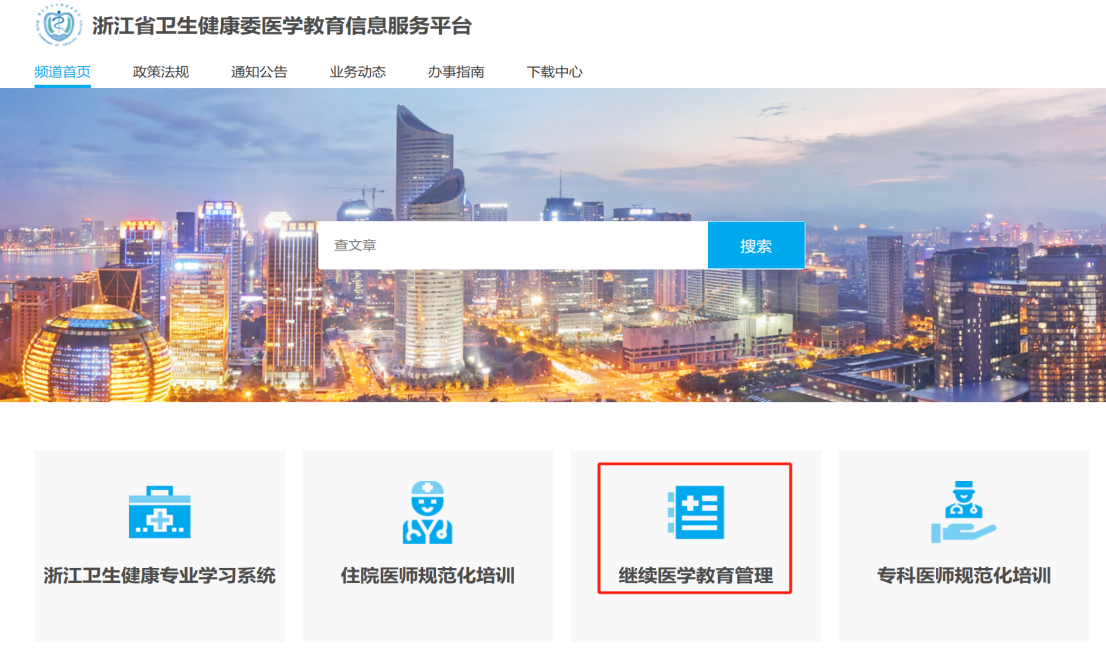 浙江省卫生健康委医学教育信息服务平台
频道首页 政策法规 通知公告 业务动态 办事指南 下载中心
查文章 搜索
浙江卫生健康专业学习系统 住院医师规范化培训 继续医学教育管理 专科医师规范化培训